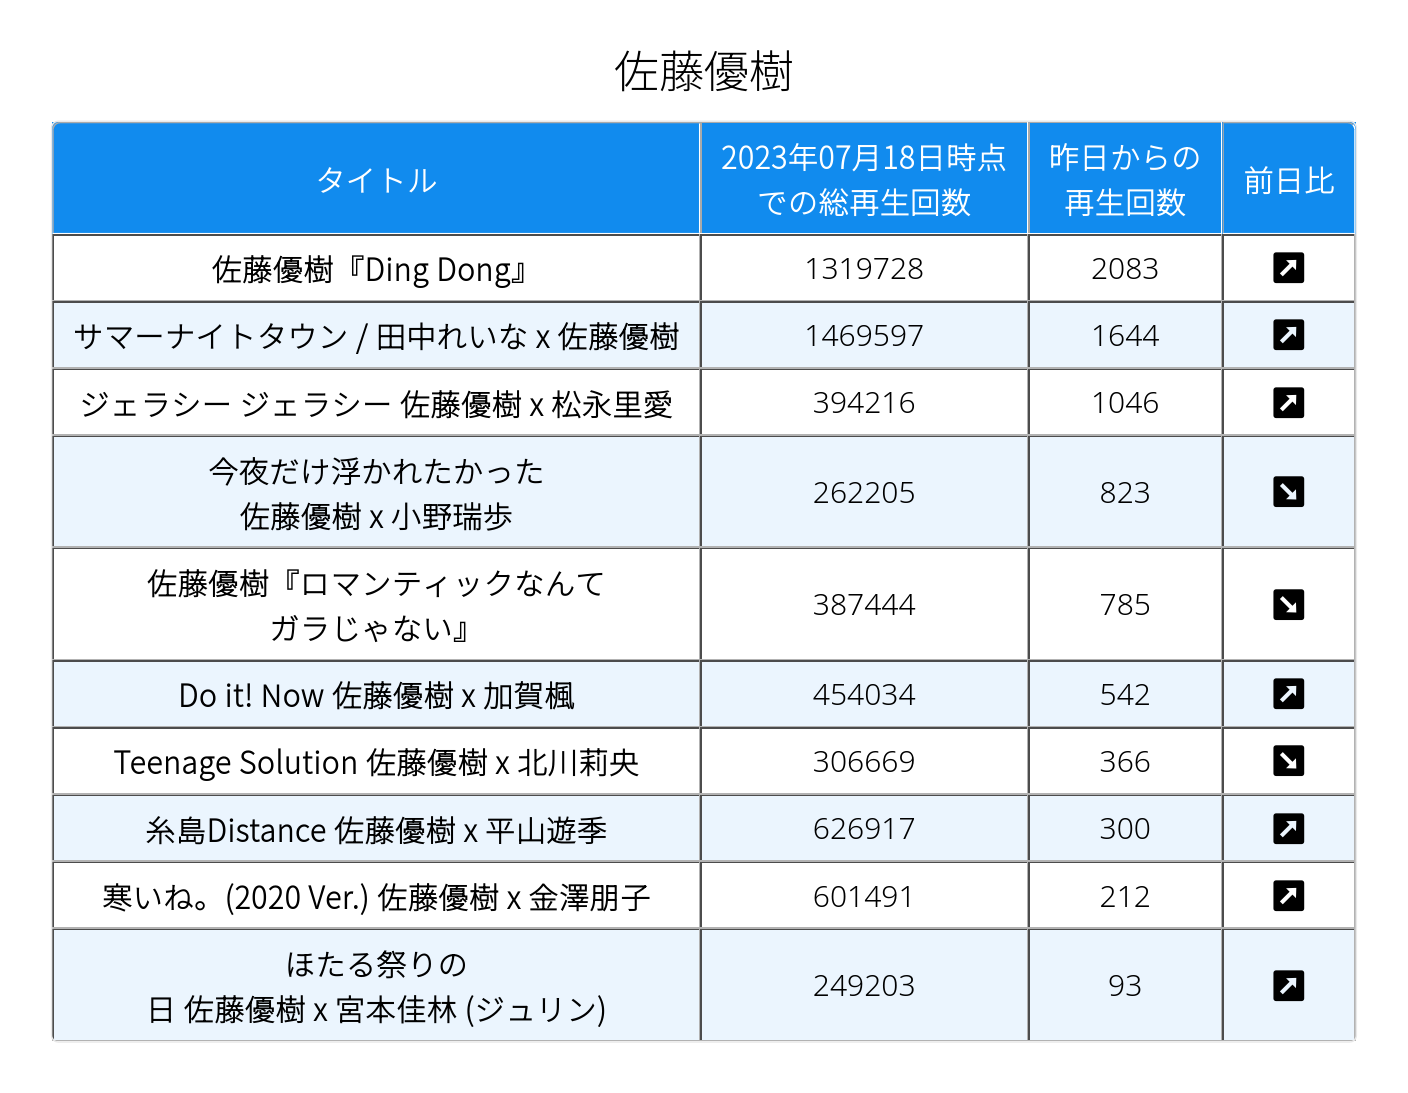 佐藤優樹
タイトル
2023年07月18日時点
での総再生回数
昨日からの
再生回数
前日比
佐藤優樹『Ding Dong』
1319728
2083
サマーナイトタウン / 田中れいな x 佐藤優樹
1469597
1644
ジェラシー ジェラシー 佐藤優樹 x 松永里愛
394216
1046
今夜だけ浮かれたかった
佐藤優樹 x 小野瑞歩
262205
823
佐藤優樹『ロマンティックなんて
ガラじゃない』
387444
785
Do it! Now 佐藤優樹 x 加賀楓
454034
542
Teenage Solution 佐藤優樹 x 北川莉央
306669
366
糸島Distance 佐藤優樹 x 平山遊季
626917
300
寒いね。(2020 Ver.) 佐藤優樹 x 金澤朋子
601491
212
ほたる祭りの
日 佐藤優樹 x 宮本佳林 (ジュリン)
249203
93